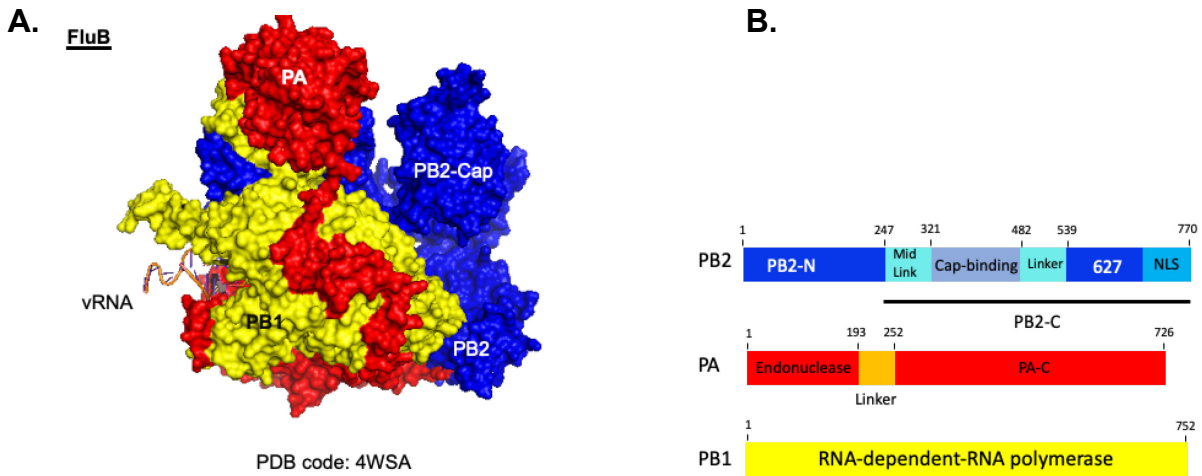 A.
FluB
PA
PB2-Cap
vRNA
PB1
PB2
PDB code: 4WSA
B.
1 247 321 482 539 770
PB2 PB2-N Mid Link Cap-binding Linker 627 NLS
PB2-C
1 193 252 726
PA Endonuclease PA-C
Linker
1 752
PB1 RNA-dependent-RNA polymerase